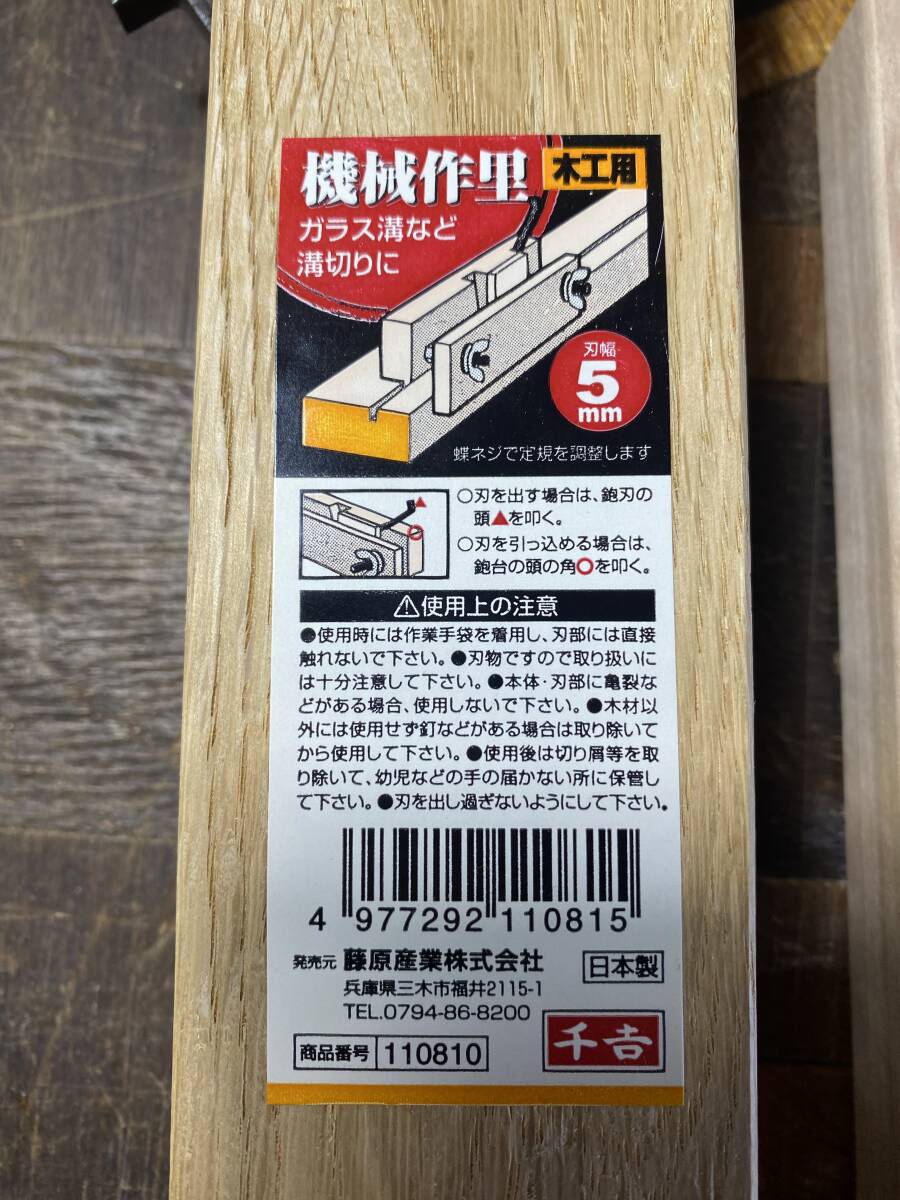 機械作里 木工用
ガラス溝など
溝切りに
刃幅
5
mm
蝶ネジで定規を調整します
○刃を出す場合は、鉋刃の
頭▲を叩く。
○刃を引っ込める場合は、
鉋台の頭の角○を叩く。
⚠使用上の注意
●使用時には作業手袋を着用し、刃部には直接
触れないで下さい。●刃物ですので取り扱いに
は十分注意して下さい。●本体・刃部に亀裂な
どがある場合、使用しないで下さい。●木材以
外には使用せず釘などがある場合は取り除いて
から使用して下さい。●使用後は切り屑等を取
り除いて、幼児などの手の届かない所に保管し
て下さい。●刃を出し過ぎないようにして下さい。
4 977292 110815
発売元 藤原産業株式会社 日本製
兵庫県三木市福井2115-1
TEL.0794-86-8200
商品番号 110810 千吉